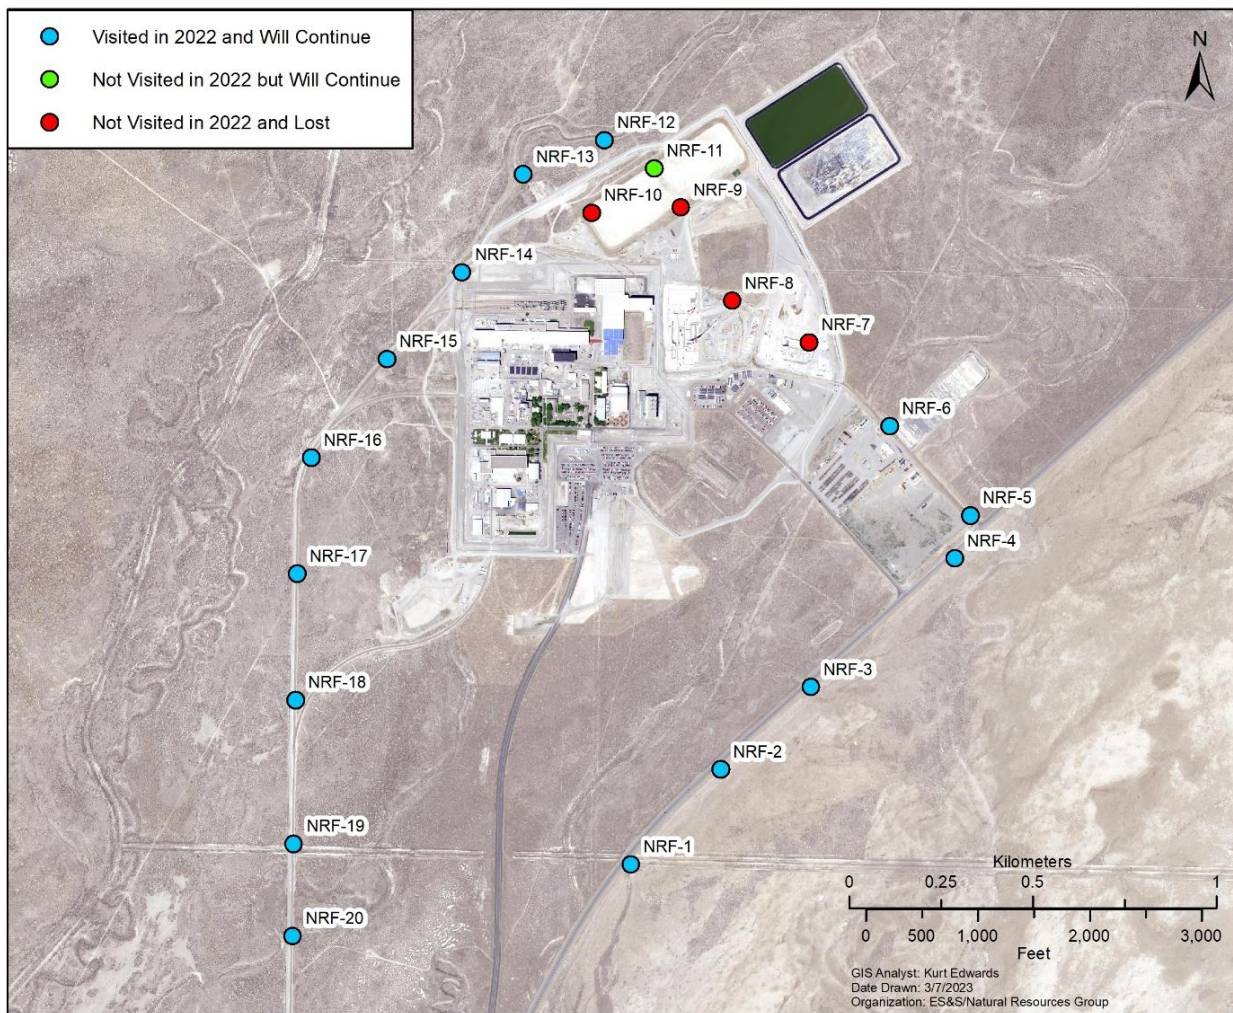 Visited in 2022 and Will Continue
Not Visited in 2022 but Will Continue
Not Visited in 2022 and Lost
N
NRF-12
NRF-13
NRF-11
NRF-10
NRF-9
NRF-14
NRF-8
NRF-7
NRF-15
NRF-6
NRF-16
NRF-5
NRF-4
NRF-17
NRF-3
NRF-18
NRF-2
NRF-19
NRF-1
NRF-20
Kilometers
0 0.25 0.5 1
0 500 1,000 2,000 3,000
Feet
GIS Analyst: Kurt Edwards
Date Drawn: 3/7/2023
Organization: ES&S/Natural Resources Group